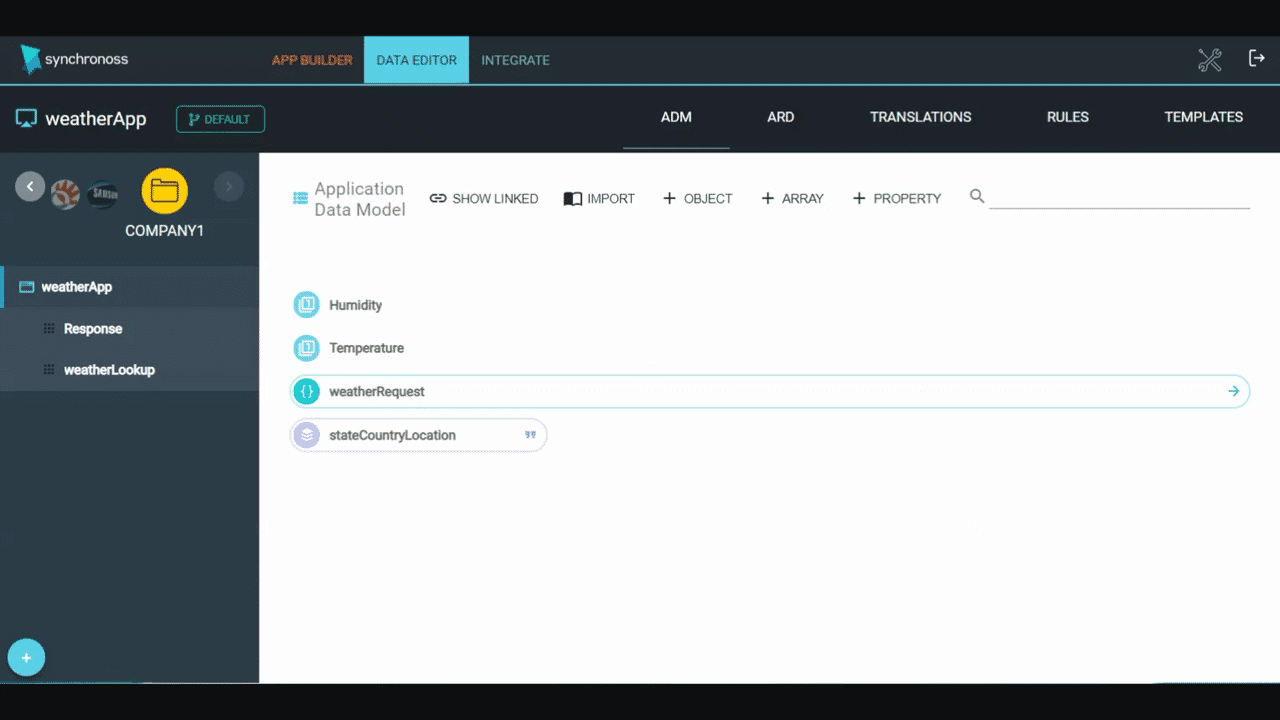 synchronoss
APP BUILDER
DATA EDITOR
INTEGRATE
weatherApp
DEFAULT
ADM
ARD
TRANSLATIONS
RULES
TEMPLATES
COMPANY1
weatherApp
Response
weatherLookup
Application
Data Model
SHOW LINKED
IMPORT
OBJECT
ARRAY
PROPERTY
Humidity
Temperature
weatherRequest
stateCountryLocation